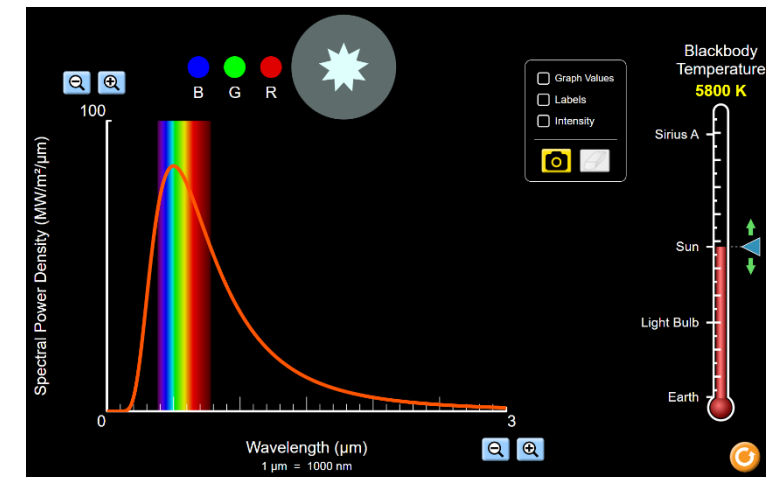 Blackbody
Temperature
5800 K
B G R
Graph Values
Labels
Intensity
100
Spectral Power Density (MW/m²/μm)
Sirius A
Sun
Light Bulb
Earth
0
3
Wavelength (μm)
1 μm = 1000 nm